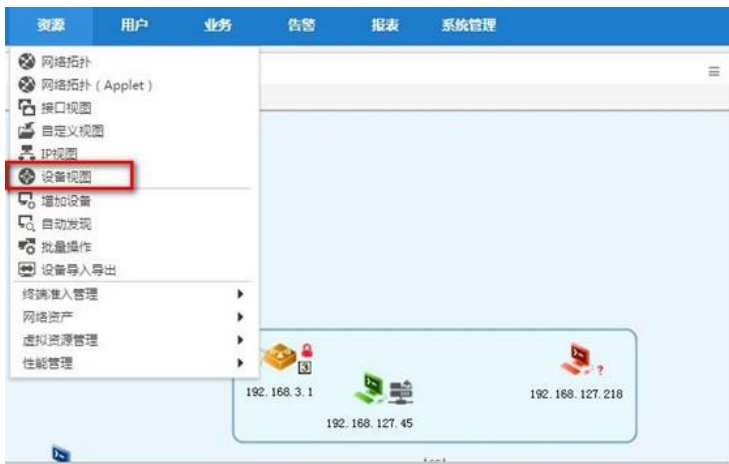 资源 用户 业务 告警 报表 系统管理
网络拓扑
网络拓扑（Applet）
接口视图
自定义视图
IP视图
设备视图
增加设备
自动发现
批量操作
设备导入导出
终端准入管理
网络资产
虚拟资源管理
性能管理
3
?
192.168.3.1
192.168.127.218
192.168.127.45